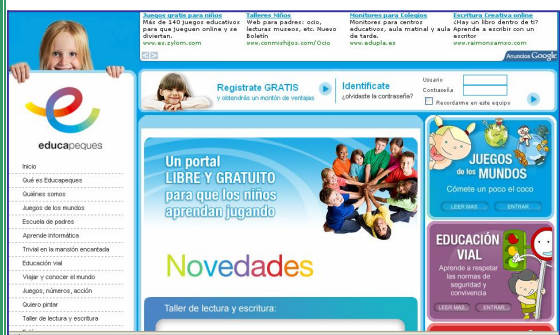 Juegos gratis para niños
Más de 140 juegos educativos
para que jueguen online y se
diviertan.
www.es.zylom.com
Talleres Niños
Web para padres: ocio,
lecturas museos, etc. Nuevo
Boletín
www.conmishijos.com/Ocio
Monitores para Colegios
Monitores para centros
educativos, aula matinal y aula
de tarde.
www.edupla.es
Escritura Creativa online
¿Hay un libro dentro de ti?
Aprende a escribir con un
escritor
www.raimonsamso.com
Anuncios Google
educapeques
Regístrate GRATIS
y obtendrás un montón de ventajas
Identifícate
¿olvidaste la contraseña?
Usuario
Contraseña
Recordarme en este equipo
Inicio
Qué es Educapeques
Quiénes somos
Juegos de los mundos
Escuela de padres
Aprende informática
Trivial en la mansión encantada
Educación vial
Viajar y conocer el mundo
Juegos, números, acción
Quiero pintar
Taller de lectura y escritura
Un portal
LIBRE Y GRATUITO
para que los niños
aprendan jugando
Novedades
Taller de lectura y escritura:
JUEGOS
de los MUNDOS
Cómete un poco el coco
LEER MAS
ENTRAR
EDUCACIÓN
VIAL
Aprende a respetar
las normas de
seguridad y
convivencia
LEER MAS...
ENTRAR...